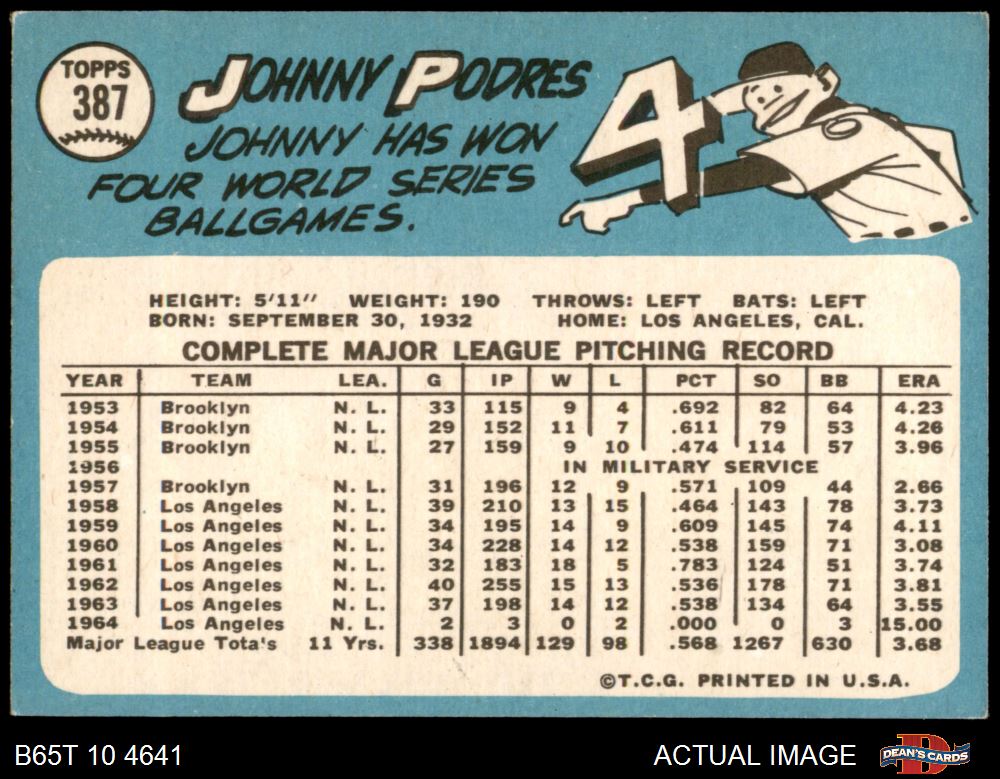 TOPPS
387
JOHNNY PODRES
JOHNNY HAS WON
FOUR WORLD SERIES
BALLGAMES.
4
HEIGHT: 5'11" WEIGHT: 190 THROWS: LEFT BATS: LEFT
BORN: SEPTEMBER 30, 1932 HOME: LOS ANGELES, CAL.
COMPLETE MAJOR LEAGUE PITCHING RECORD
YEAR TEAM LEA. G IP W L PCT SO BB ERA
1953 Brooklyn N. L. 33 115 9 4 .692 82 64 4.23
1954 Brooklyn N. L. 29 152 11 7 .611 79 53 4.26
1955 Brooklyn N. L. 27 159 9 10 .474 114 57 3.96
1956 IN MILITARY SERVICE
1957 Brooklyn N. L. 31 196 12 9 .571 109 44 2.66
1958 Los Angeles N. L. 39 210 13 15 .464 143 78 3.73
1959 Los Angeles N. L. 34 195 14 9 .609 145 74 4.11
1960 Los Angeles N. L. 34 228 14 12 .538 159 71 3.08
1961 Los Angeles N. L. 32 183 18 5 .783 124 51 3.74
1962 Los Angeles N. L. 40 255 15 13 .536 178 71 3.81
1963 Los Angeles N. L. 37 198 14 12 .538 134 64 3.55
1964 Los Angeles N. L. 2 3 0 2 .000 0 3 15.00
Major League Tota's 11 Yrs. 338 1894 129 98 .568 1267 630 3.68
©T.C.G. PRINTED IN U.S.A.
B65T 10 4641 ACTUAL IMAGE D DEAN'S CARDS